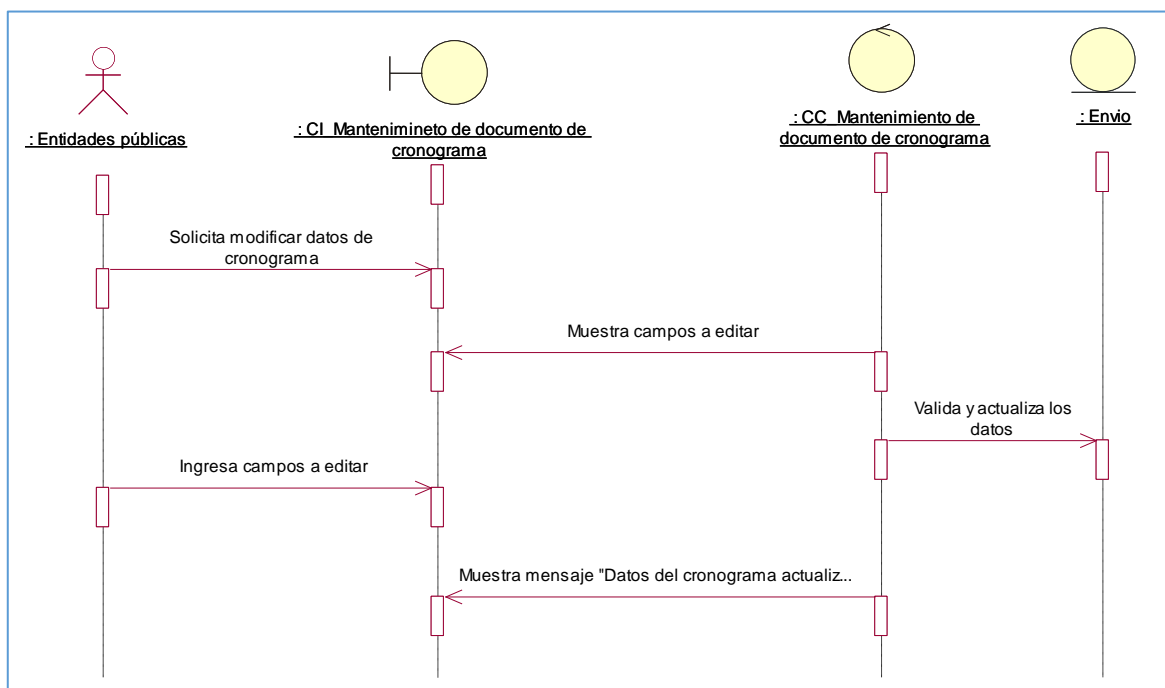 : Entidades públicas
: CI_Mantenimineto de documento de
cronograma
: CC_Mantenimiento de
documento de cronograma
: Envio
Solicita modificar datos de
cronograma
Muestra campos a editar
Valida y actualiza los
datos
Ingresa campos a editar
Muestra mensaje "Datos del cronograma actualiz...